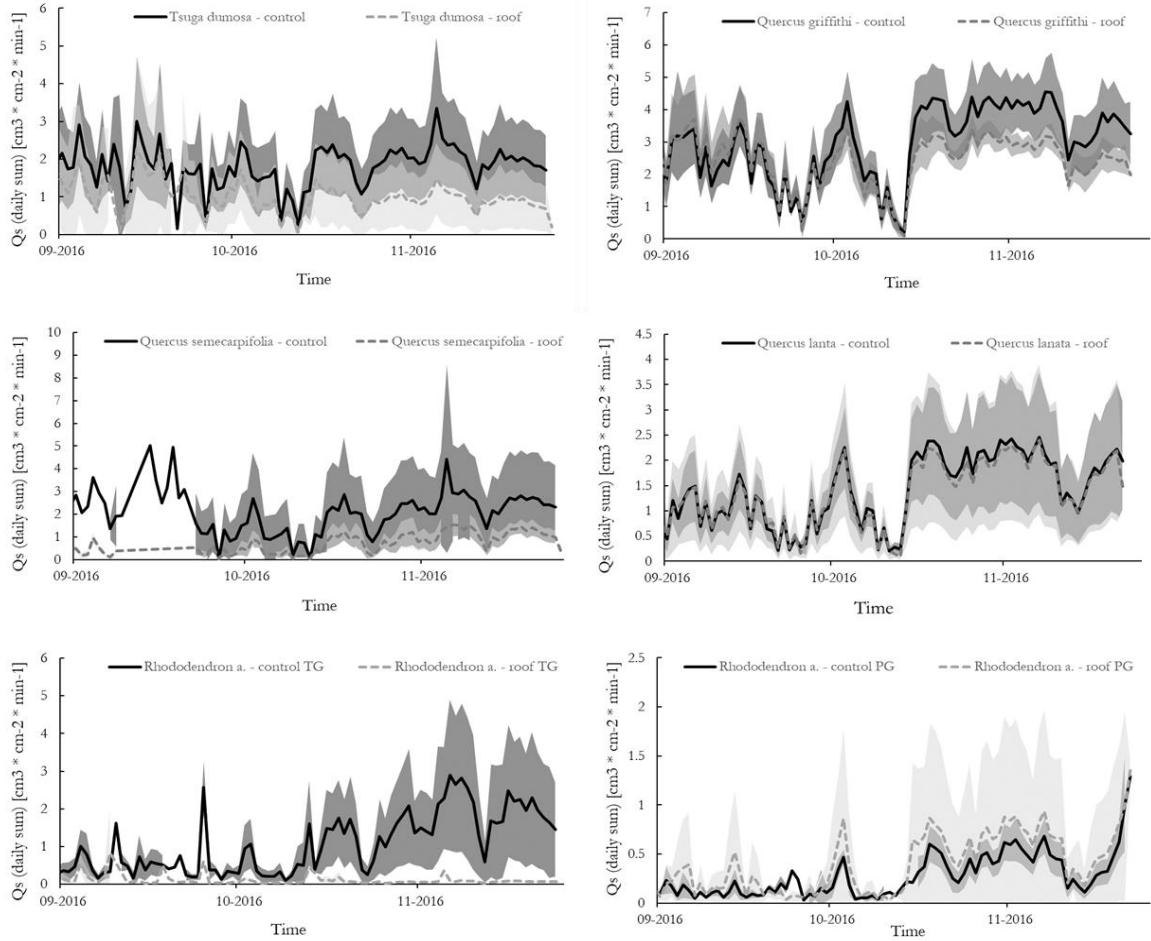 Tsuga dumosa - control
Tsuga dumosa - roof
Qs (daily sum) [cm3 * cm-2 * min-1]
6
5
4
3
2
1
0
09-2016
10-2016
11-2016
Time
Quercus griffithi - control
Quercus griffithi - roof
Qs (daily sum) [cm3 * cm-2 * min-1]
7
6
5
4
3
2
1
0
09-2016
10-2016
11-2016
Time
Quercus semecarpifolia - control
Quercus semecarpifolia - roof
Qs (daily sum) [cm3 * cm-2 * min-1]
10
9
8
7
6
5
4
3
2
1
0
09-2016
10-2016
11-2016
Time
Quercus lanta - control
Quercus lanata - roof
Qs (daily sum) [cm3 * cm-2 * min-1]
4.5
4
3.5
3
2.5
2
1.5
1
0.5
0
09-2016
10-2016
11-2016
Time
Rhododendron a. - control TG
Rhododendron a. - roof TG
Qs (daily sum) [cm3 * cm-2 * min-1]
6
5
4
3
2
1
0
09-2016
10-2016
11-2016
Time
Rhododendron a. - control PG
Rhododendron a. - roof PG
Qs (daily sum) [cm3 * cm-2 * min-1]
2.5
2
1.5
1
0.5
0
09-2016
10-2016
11-2016
Time